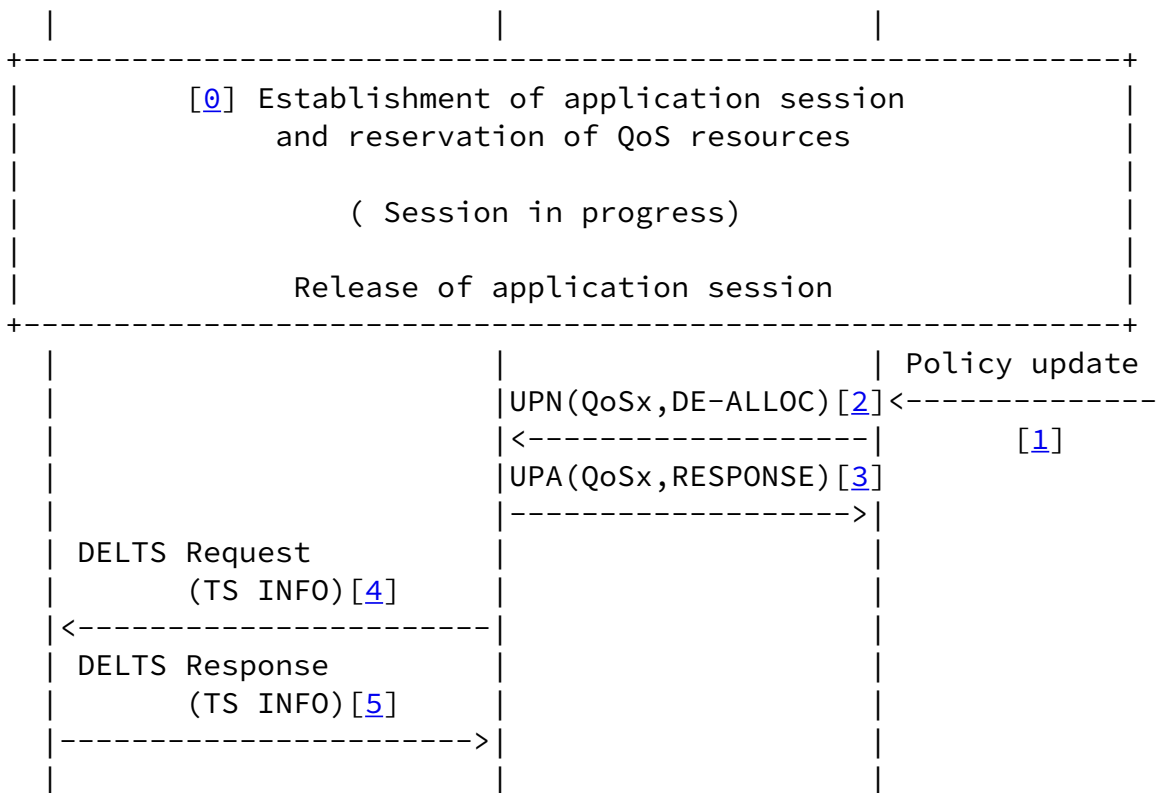 [0] Establishment of application session
and reservation of QoS resources
( Session in progress)
Release of application session
Policy update
UPN(QoSx,DE-ALLOC)[2]
[1]
UPA(QoSx,RESPONSE)[3]
DELTS Request
(TS INFO)[4]
DELTS Response
(TS INFO)[5]